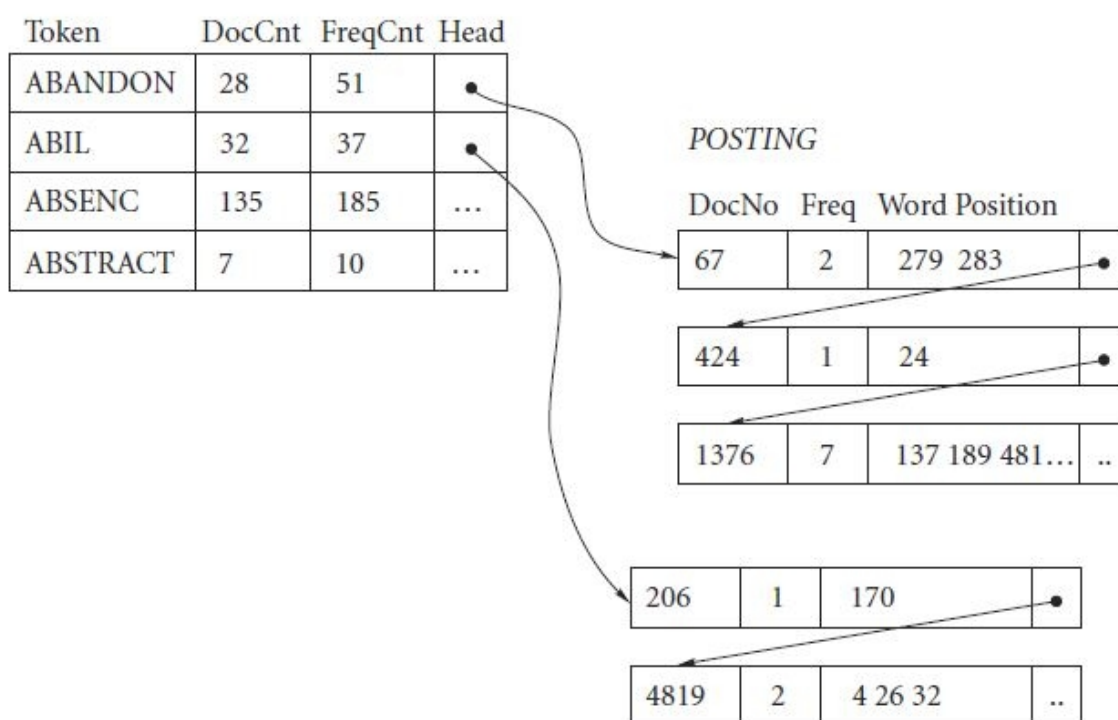 Token DocCnt FreqCnt Head
ABANDON 28 51
ABIL 32 37
ABSENC 135 185 ...
ABSTRACT 7 10 ...
POSTING
DocNo Freq Word Position
67 2 279 283
424 1 24
1376 7 137 189 481... ..
206 1 170
4819 2 4 26 32 ..